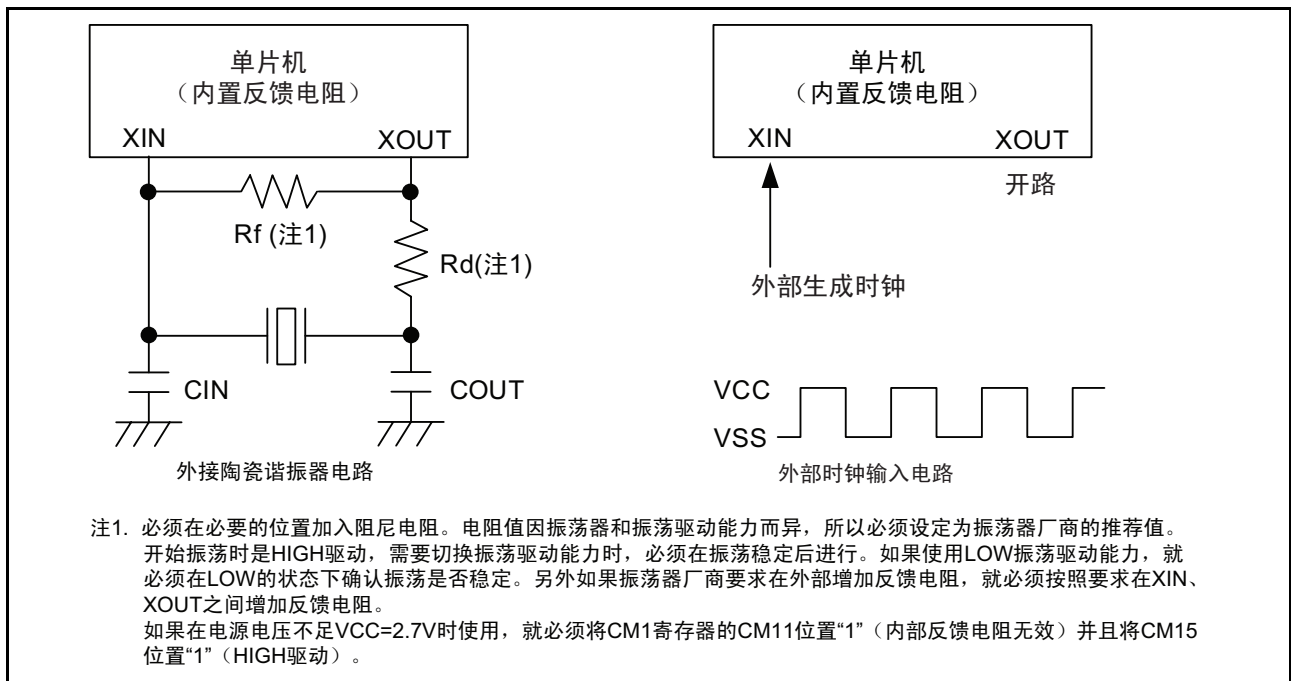 单片机
（内置反馈电阻）
XIN
XOUT
Rf (注1)
Rd(注1)
CIN
COUT
外接陶瓷谐振器电路
单片机
（内置反馈电阻）
XIN
XOUT
开路
外部生成时钟
VCC
VSS
外部时钟输入电路
注1. 必须在必要的位置加入阻尼电阻。电阻值因振荡器和振荡驱动能力而异，所以必须设定为振荡器厂商的推荐值。
开始振荡时是HIGH驱动，需要切换振荡驱动能力时，必须在振荡稳定后进行。如果使用LOW振荡驱动能力，就
必须在LOW的状态下确认振荡是否稳定。另外如果振荡器厂商要求在外部增加反馈电阻，就必须按照要求在XIN、
XOUT之间增加反馈电阻。
如果在电源电压不足VCC=2.7V时使用，就必须将CM1寄存器的CM11位置“1”（内部反馈电阻无效）并且将CM15
位置“1”（HIGH驱动）。